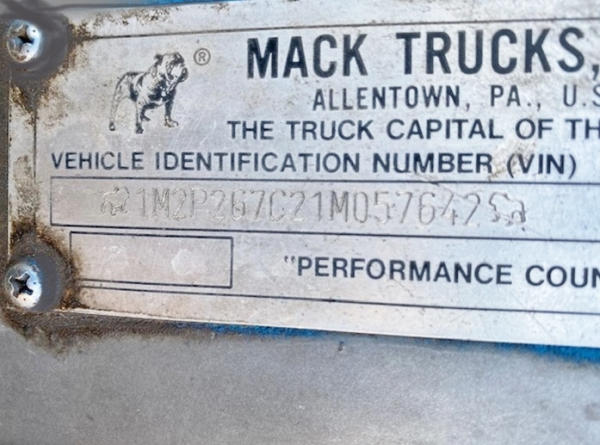 ®
MACK TRUCKS,
ALLENTOWN, PA., U.S
THE TRUCK CAPITAL OF TH
VEHICLE IDENTIFICATION NUMBER (VIN)
1M2P267C21M057642
"PERFORMANCE COUN